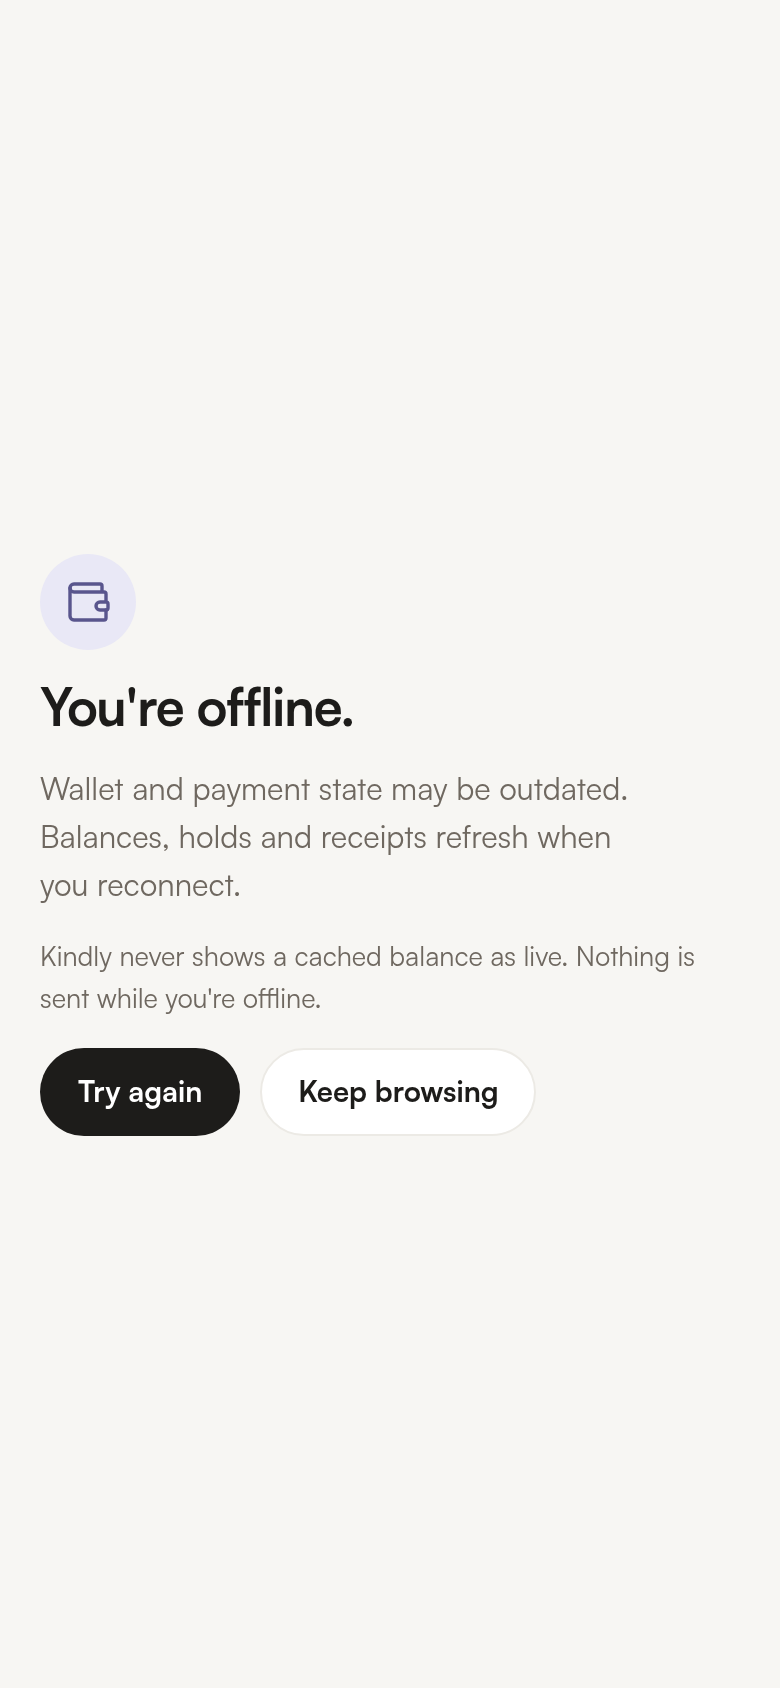 You're offline.
Wallet and payment state may be outdated.
Balances, holds and receipts refresh when
you reconnect.
Kindly never shows a cached balance as live. Nothing is
sent while you're offline.
Try again
Keep browsing